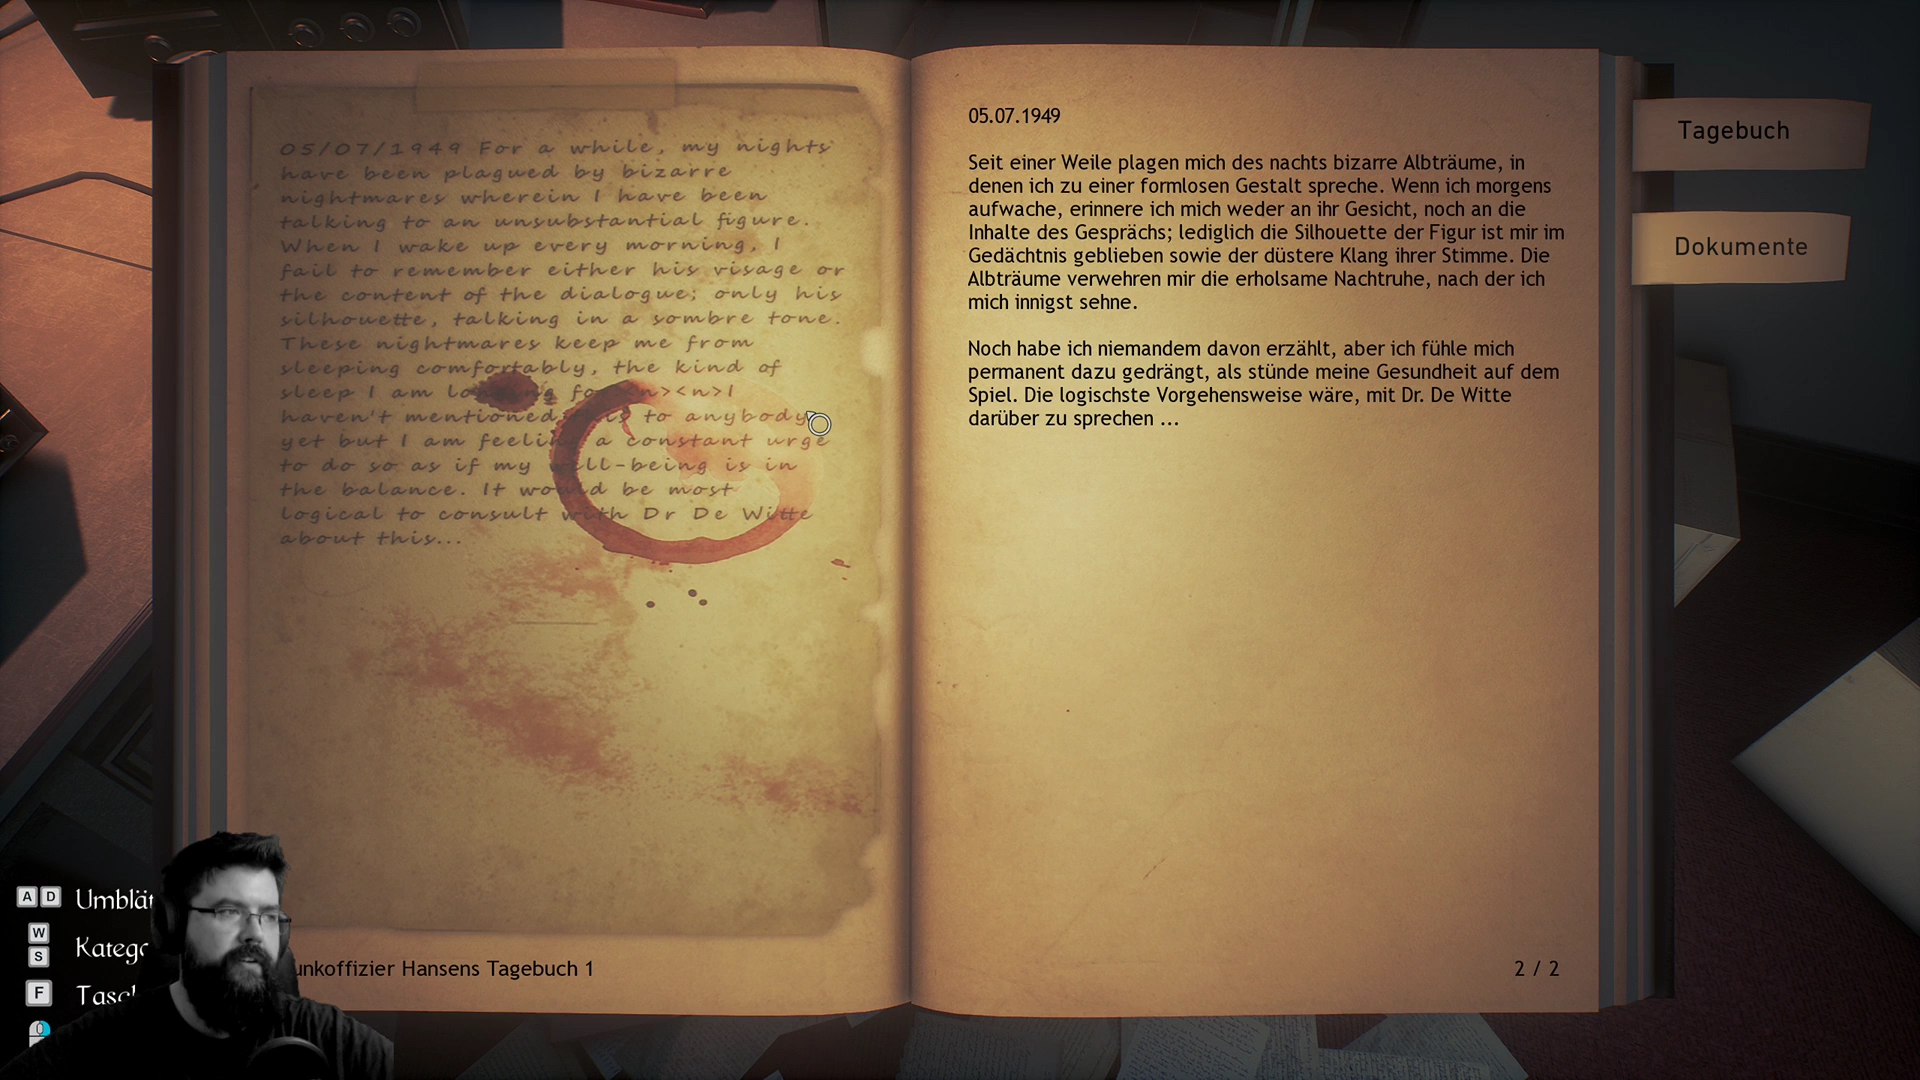 05/07/1949 For a while, my nights
have been plagued by bizarre
nightmares wherein I have been
talking to an unsubstantial figure.
When I wake up every morning, I
fail to remember either his visage or
the content of the dialogue; only his
silhouette, talking in a sombre tone.
These nightmares keep me from
sleeping comfortably, the kind of
sleep I am n><n>I
haven't mentioned to anybody
yet but I am feeling a constant urge
to do so as if my well-being is in
the balance. It would be most
logical to consult with Dr De Witte
about this...
05.07.1949
Seit einer Weile plagen mich des nachts bizarre Albträume, in
denen ich zu einer formlosen Gestalt spreche. Wenn ich morgens
aufwache, erinnere ich mich weder an ihr Gesicht, noch an die
Inhalte des Gesprächs; lediglich die Silhouette der Figur ist mir im
Gedächtnis geblieben sowie der düstere Klang ihrer Stimme. Die
Albträume verwehren mir die erholsame Nachtruhe, nach der ich
mich innigst sehne.
Noch habe ich niemandem davon erzählt, aber ich fühle mich
permanent dazu gedrängt, als stünde meine Gesundheit auf dem
Spiel. Die logischste Vorgehensweise wäre, mit Dr. De Witte
darüber zu sprechen ...
Tagebuch
Dokumente
A D Umblät
W
S Katego
F Tasch
unkoffizier Hansens Tagebuch 1
2 / 2